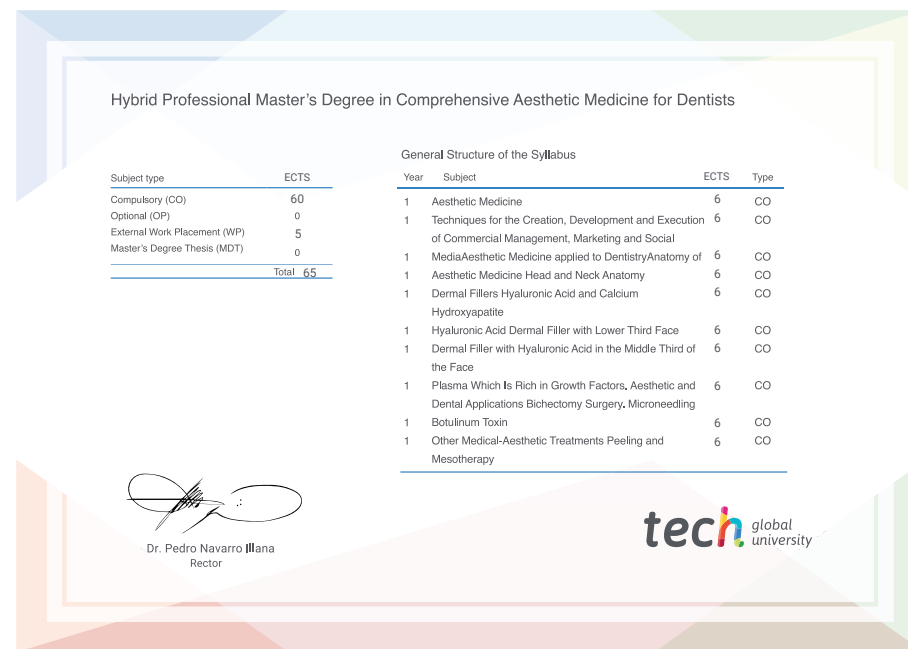 Hybrid Professional Master's Degree in Comprehensive Aesthetic Medicine for Dentists
Subject type ECTS
Compulsory (CO) 60
Optional (OP) 0
External Work Placement (WP) 5
Master's Degree Thesis (MDT) 0
Total 65
General Structure of the Syllabus
Year Subject ECTS Type
1 Aesthetic Medicine 6 CO
1 Techniques for the Creation, Development and Execution 6 CO
of Commercial Management, Marketing and Social
1 MediaAesthetic Medicine applied to DentistryAnatomy of 6 CO
1 Aesthetic Medicine Head and Neck Anatomy 6 CO
1 Dermal Fillers Hyaluronic Acid and Calcium 6 CO
Hydroxyapatite
1 Hyaluronic Acid Dermal Filler with Lower Third Face 6 CO
1 Dermal Filler with Hyaluronic Acid in the Middle Third of 6 CO
the Face
1 Plasma Which Is Rich in Growth Factors. Aesthetic and 6 CO
Dental Applications Bichectomy Surgery. Microneedling
1 Botulinum Toxin 6 CO
1 Other Medical-Aesthetic Treatments Peeling and 6 CO
Mesotherapy
Dr. Pedro Navarro Illana
Rector
tech global
university